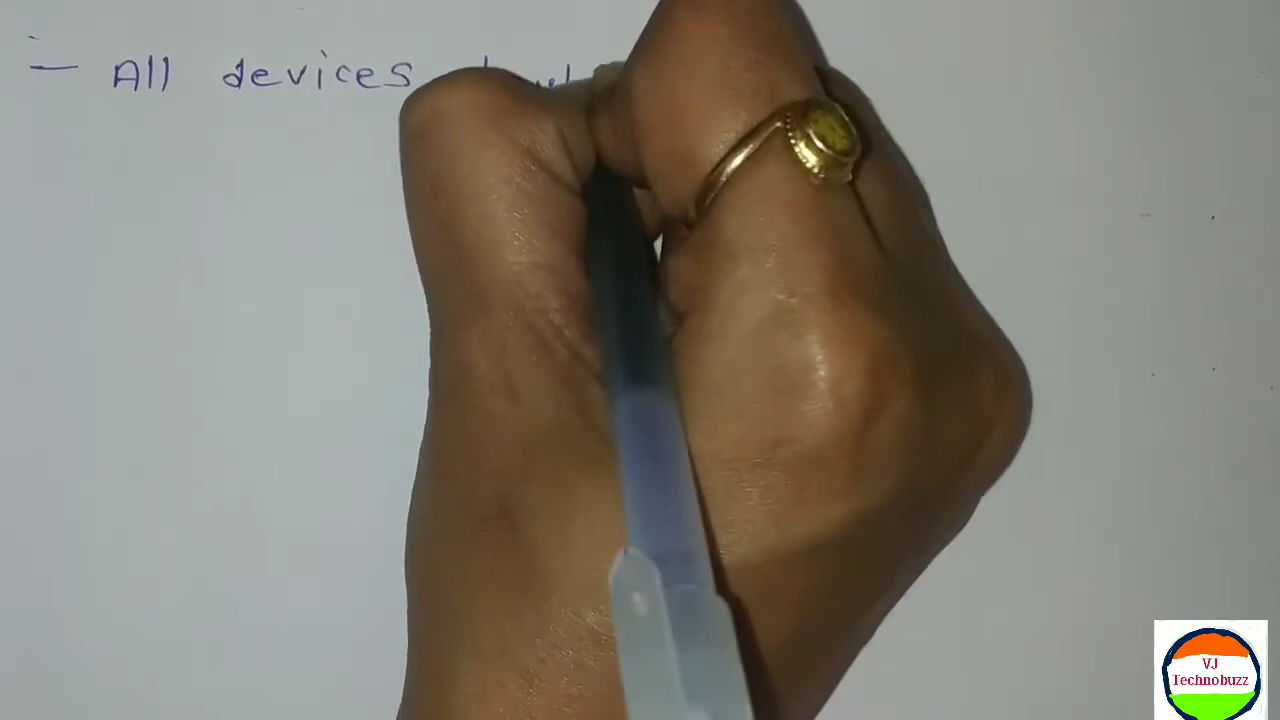 — All devices
VJ
Technobuzz